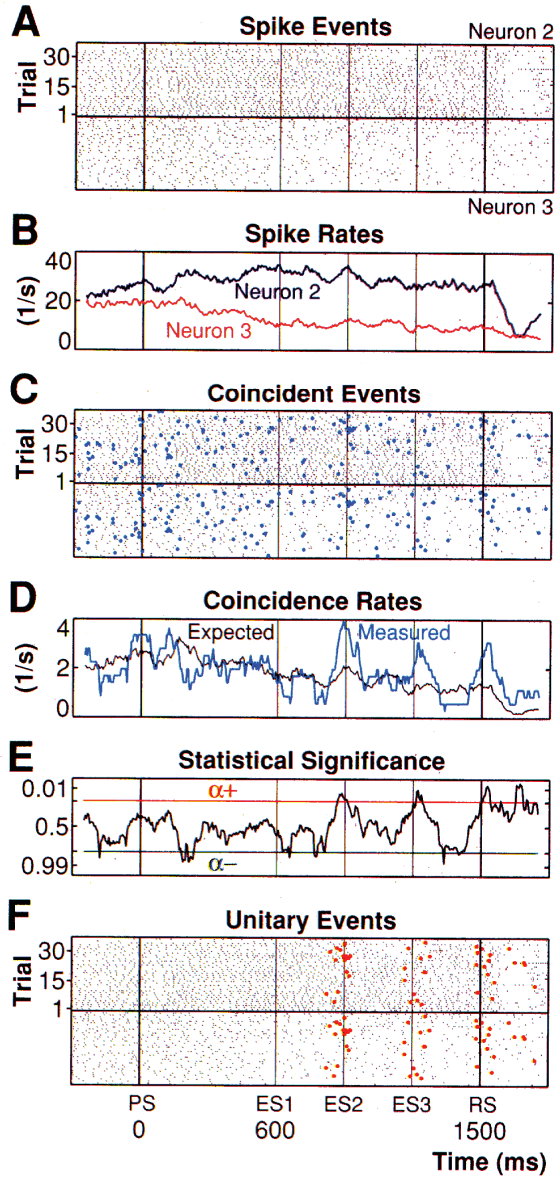 A
Spike Events
Neuron 2
Trial
30
15
1
Neuron 3
B
Spike Rates
(1/s)
40
20
0
Neuron 2
Neuron 3
C
Coincident Events
Trial
30
15
1
D
Coincidence Rates
(1/s)
4
2
0
Expected
Measured
E
Statistical Significance
0.01
0.5
0.99
α+
α−
F
Unitary Events
Trial
30
15
1
PS ES1 ES2 ES3 RS
0 600 1500
Time (ms)